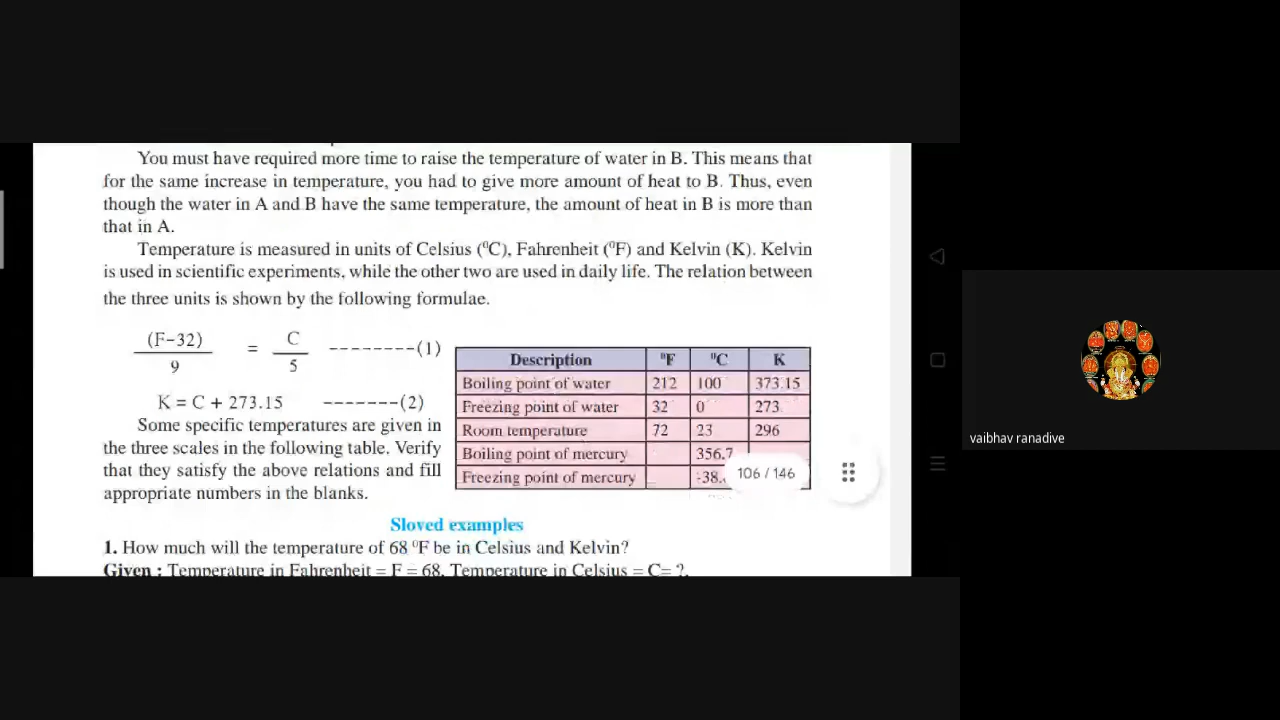 You must have required more time to raise the temperature of water in B. This means that
for the same increase in temperature, you had to give more amount of heat to B. Thus, even
though the water in A and B have the same temperature, the amount of heat in B is more than
that in A.
Temperature is measured in units of Celsius (⁰C), Fahrenheit (⁰F) and Kelvin (K). Kelvin
is used in scientific experiments, while the other two are used in daily life. The relation between
the three units is shown by the following formulae.
(F-32)/9 = C/5 --------(1)
K = C + 273.15 -------(2)
Some specific temperatures are given in
the three scales in the following table. Verify
that they satisfy the above relations and fill
appropriate numbers in the blanks.
Description ⁰F ⁰C K
Boiling point of water 212 100 373.15
Freezing point of water 32 0 273
Room temperature 72 23 296
Boiling point of mercury 356.7
Freezing point of mercury -38.
106 / 146
Sloved examples
1. How much will the temperature of 68 ⁰F be in Celsius and Kelvin?
Given : Temperature in Fahrenheit = F = 68, Temperature in Celsius = C= ?,
vaibhav ranadive